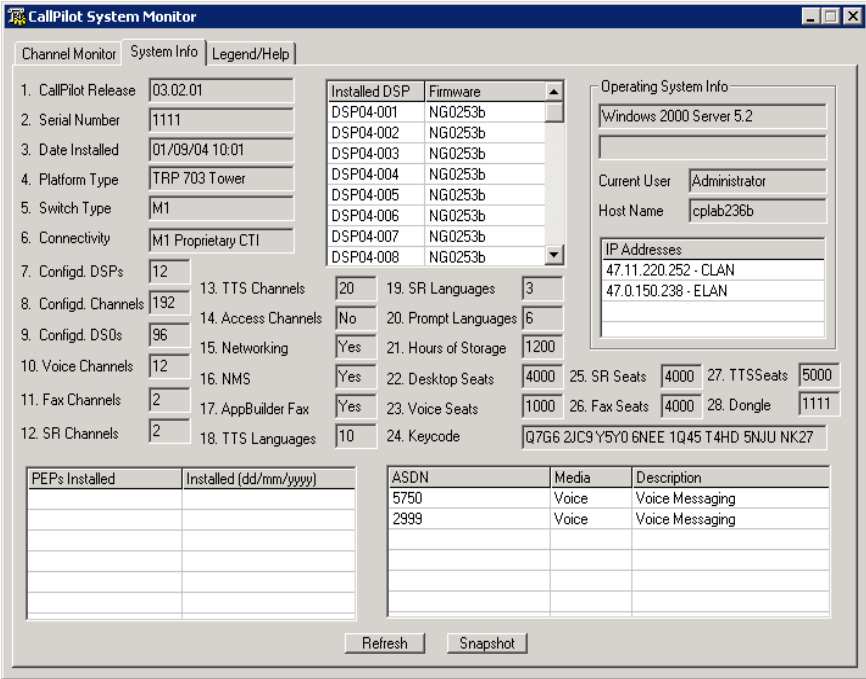 CallPilot System Monitor
Channel Monitor System Info Legend/Help
1. CallPilot Release 03.02.01
2. Serial Number 1111
3. Date Installed 01/09/04 10:01
4. Platform Type TRP 703 Tower
5. Switch Type M1
6. Connectivity M1 Proprietary CTI
Installed DSP Firmware
DSP04-001 NG0253b
DSP04-002 NG0253b
DSP04-003 NG0253b
DSP04-004 NG0253b
DSP04-005 NG0253b
DSP04-006 NG0253b
DSP04-007 NG0253b
DSP04-008 NG0253b
Operating System Info
Windows 2000 Server 5.2
Current User Administrator
Host Name cplab236b
IP Addresses
47.11.220.252 - CLAN
47.0.150.238 - ELAN
7. Configd. DSPs 12
8. Configd. Channels 192
9. Configd. DS0s 96
10. Voice Channels 12
11. Fax Channels 2
12. SR Channels 2
13. TTS Channels 20
14. Access Channels No
15. Networking Yes
16. NMS Yes
17. AppBuilder Fax Yes
18. TTS Languages 10
19. SR Languages 3
20. Prompt Languages 6
21. Hours of Storage 1200
22. Desktop Seats 4000
23. Voice Seats 1000
24. Keycode Q7G6 2JC9 Y5Y0 6NEE 1Q45 T4HD 5NJU NK27
25. SR Seats 4000
26. Fax Seats 4000
27. TTSSeats 5000
28. Dongle 1111
PEPs Installed Installed (dd/mm/yyyy)
ASDN Media Description
5750 Voice Voice Messaging
2999 Voice Voice Messaging
Refresh Snapshot